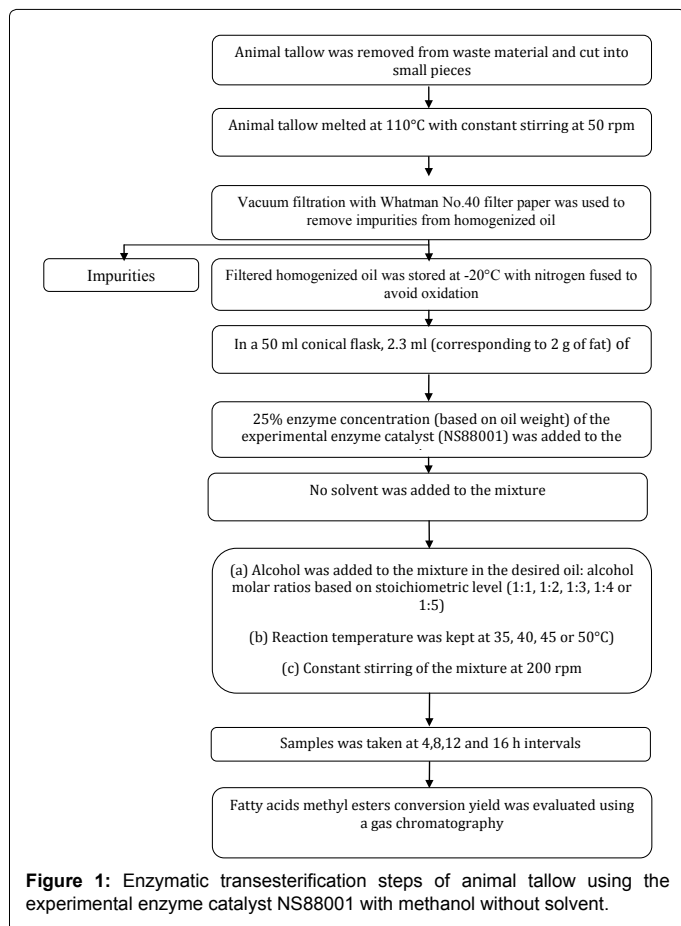 Animal tallow was removed from waste material and cut into
small pieces
Animal tallow melted at 110°C with constant stirring at 50 rpm
Vacuum filtration with Whatman No.40 filter paper was used to
remove impurities from homogenized oil
Impurities
Filtered homogenized oil was stored at -20°C with nitrogen fused to
avoid oxidation
In a 50 ml conical flask, 2.3 ml (corresponding to 2 g of fat) of
25% enzyme concentration (based on oil weight) of the
experimental enzyme catalyst (NS88001) was added to the
No solvent was added to the mixture
(a) Alcohol was added to the mixture in the desired oil: alcohol
molar ratios based on stoichiometric level (1:1, 1:2, 1:3, 1:4 or
1:5)
(b) Reaction temperature was kept at 35, 40, 45 or 50°C)
(c) Constant stirring of the mixture at 200 rpm
Samples was taken at 4,8,12 and 16 h intervals
Fatty acids methyl esters conversion yield was evaluated using
a gas chromatography
Figure 1: Enzymatic transesterification steps of animal tallow using the
experimental enzyme catalyst NS88001 with methanol without solvent.